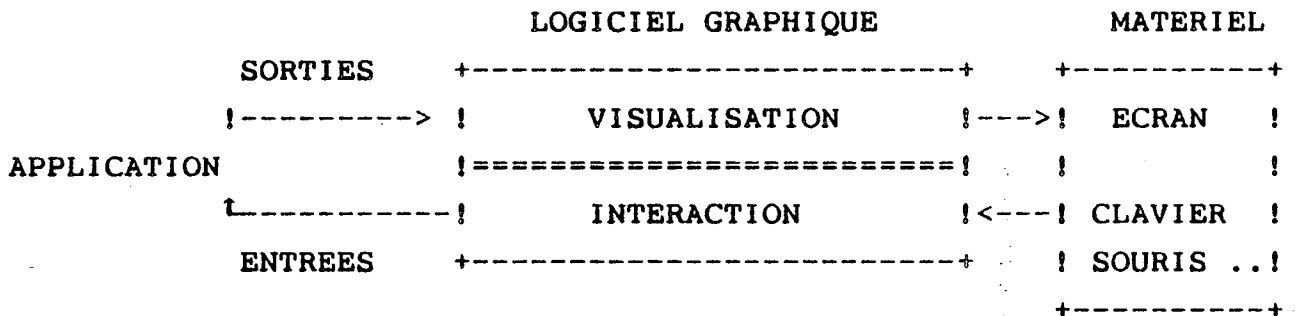 LOGICIEL GRAPHIQUE MATERIEL
SORTIES +-------------------------+ +----------+
!---------> ! VISUALISATION !--->! ECRAN !
APPLICATION !=========================! ! !
↑-----------! INTERACTION !<---! CLAVIER !
ENTREES +-------------------------+ ! SOURIS ..!
+----------+